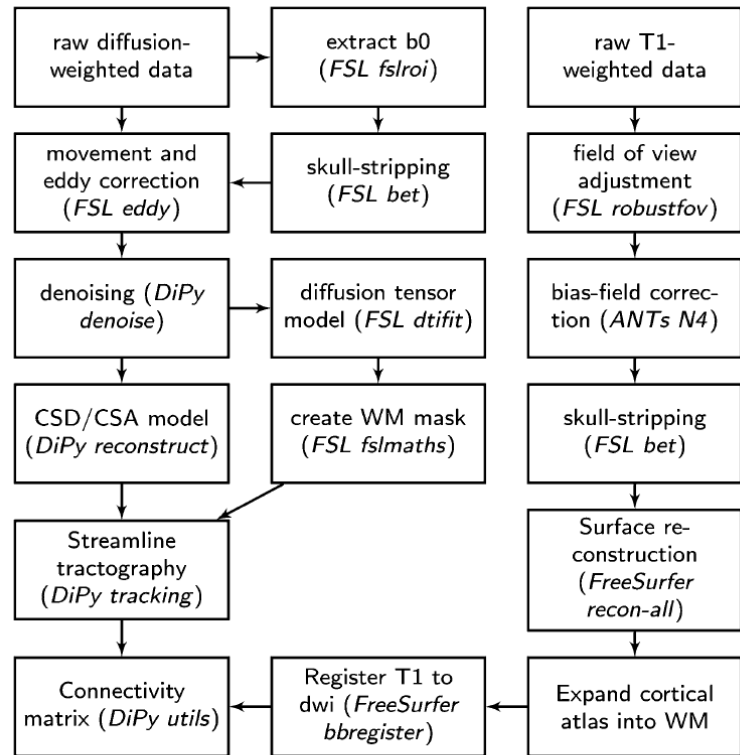 raw diffusion-
weighted data
extract b0
(FSL fslroi)
raw T1-
weighted data
movement and
eddy correction
(FSL eddy)
skull-stripping
(FSL bet)
field of view
adjustment
(FSL robustfov)
denoising (DiPy
denoise)
diffusion tensor
model (FSL dtifit)
bias-field correc-
tion (ANTs N4)
CSD/CSA model
(DiPy reconstruct)
create WM mask
(FSL fslmaths)
skull-stripping
(FSL bet)
Streamline
tractography
(DiPy tracking)
Surface re-
construction
(FreeSurfer
recon-all)
Connectivity
matrix (DiPy utils)
Register T1 to
dwi (FreeSurfer
bbregister)
Expand cortical
atlas into WM